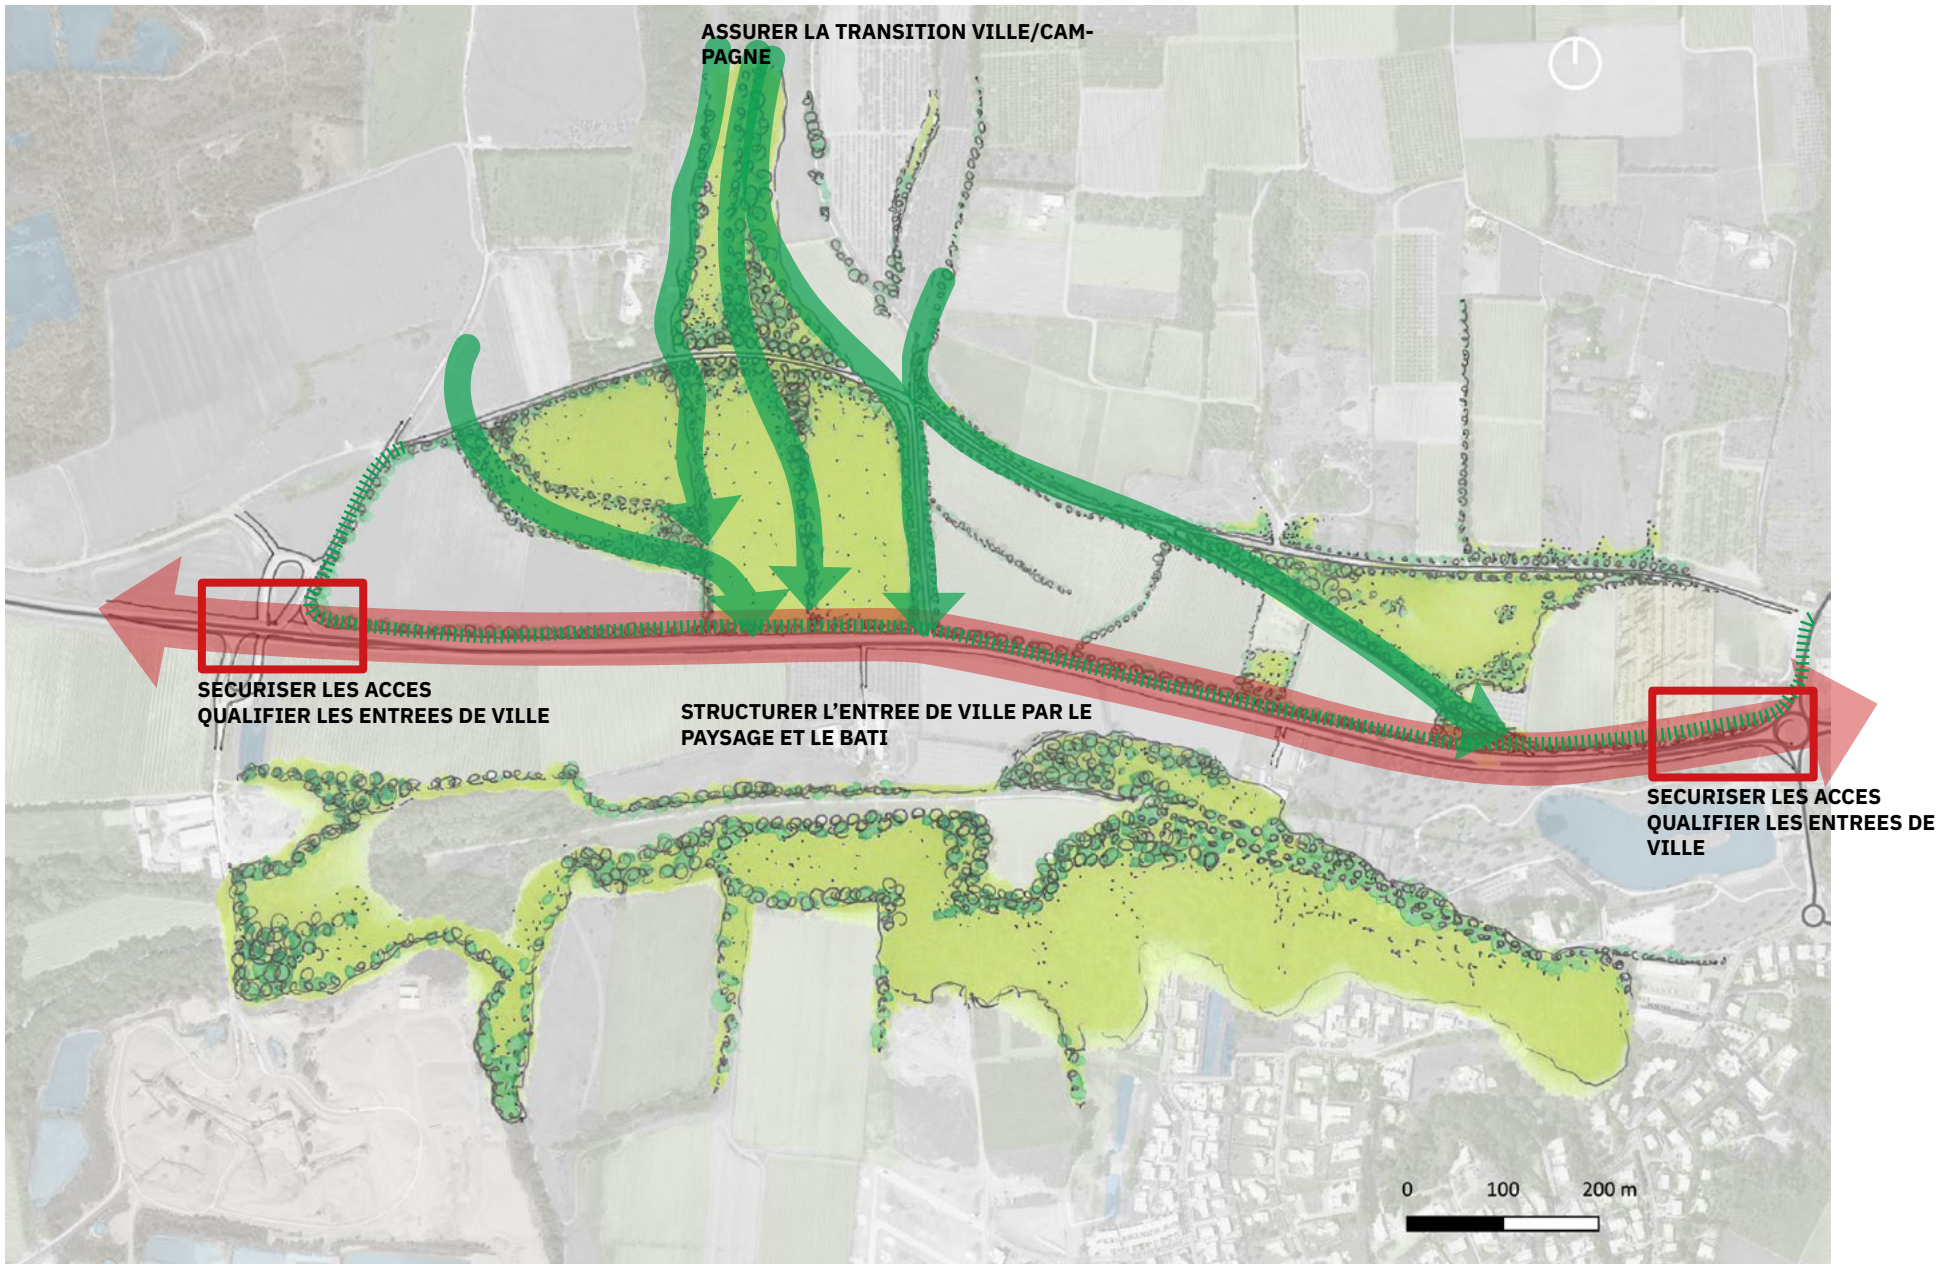 ASSURER LA TRANSITION VILLE/CAM-
PAGNE
SECURISER LES ACCES
QUALIFIER LES ENTREES DE VILLE
STRUCTURER L'ENTREE DE VILLE PAR LE
PAYSAGE ET LE BATI
SECURISER LES ACCES
QUALIFIER LES ENTREES DE
VILLE
0 100 200 m